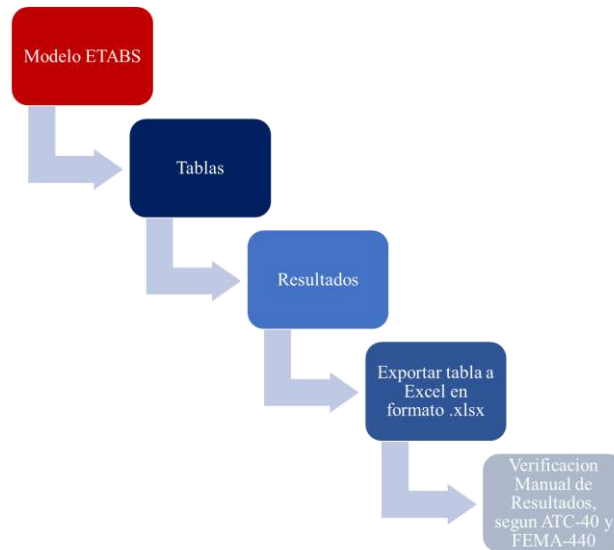 Modelo ETABS
Tablas
Resultados
Exportar tabla a
Excel en
formato .xlsx
Verificacion
Manual de
Resultados,
segun ATC-40 y
FEMA-440